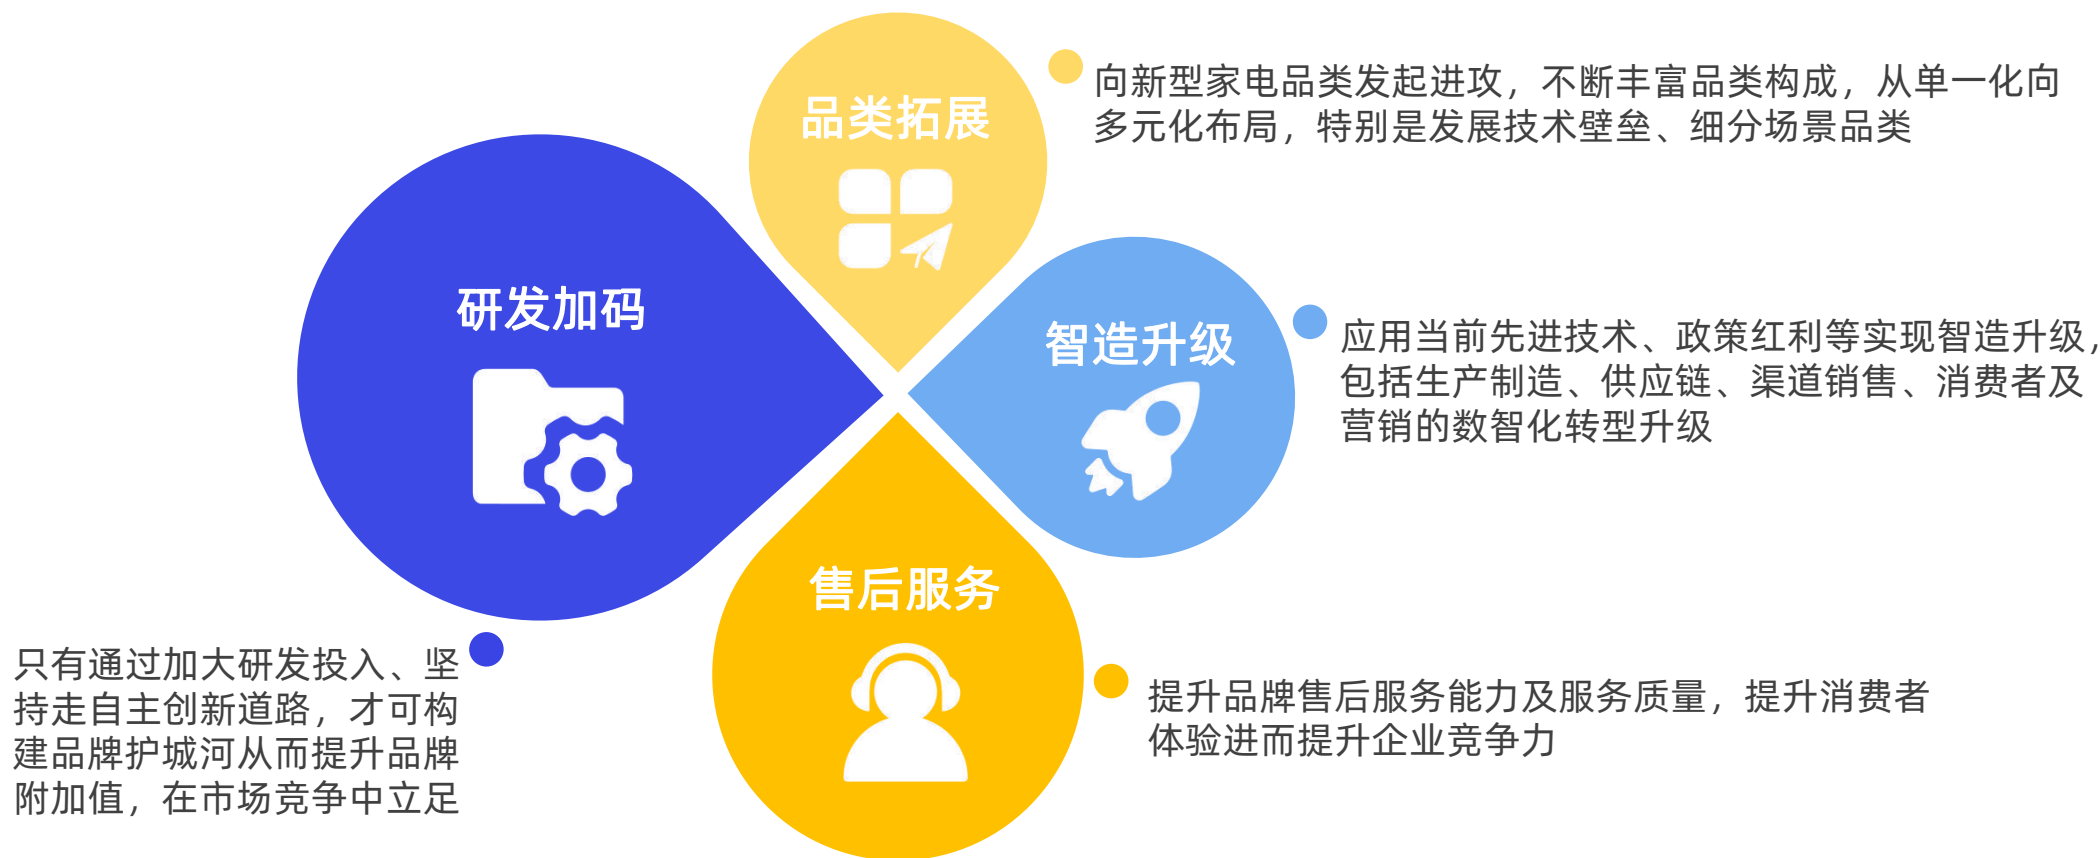 品类拓展
向新型家电品类发起进攻，不断丰富品类构成，从单一化向
多元化布局，特别是发展技术壁垒、细分场景品类
研发加码
只有通过加大研发投入、坚
持走自主创新道路，才可构
建品牌护城河从而提升品牌
附加值，在市场竞争中立足
智造升级
应用当前先进技术、政策红利等实现智造升级，
包括生产制造、供应链、渠道销售、消费者及
营销的数智化转型升级
售后服务
提升品牌售后服务能力及服务质量，提升消费者
体验进而提升企业竞争力